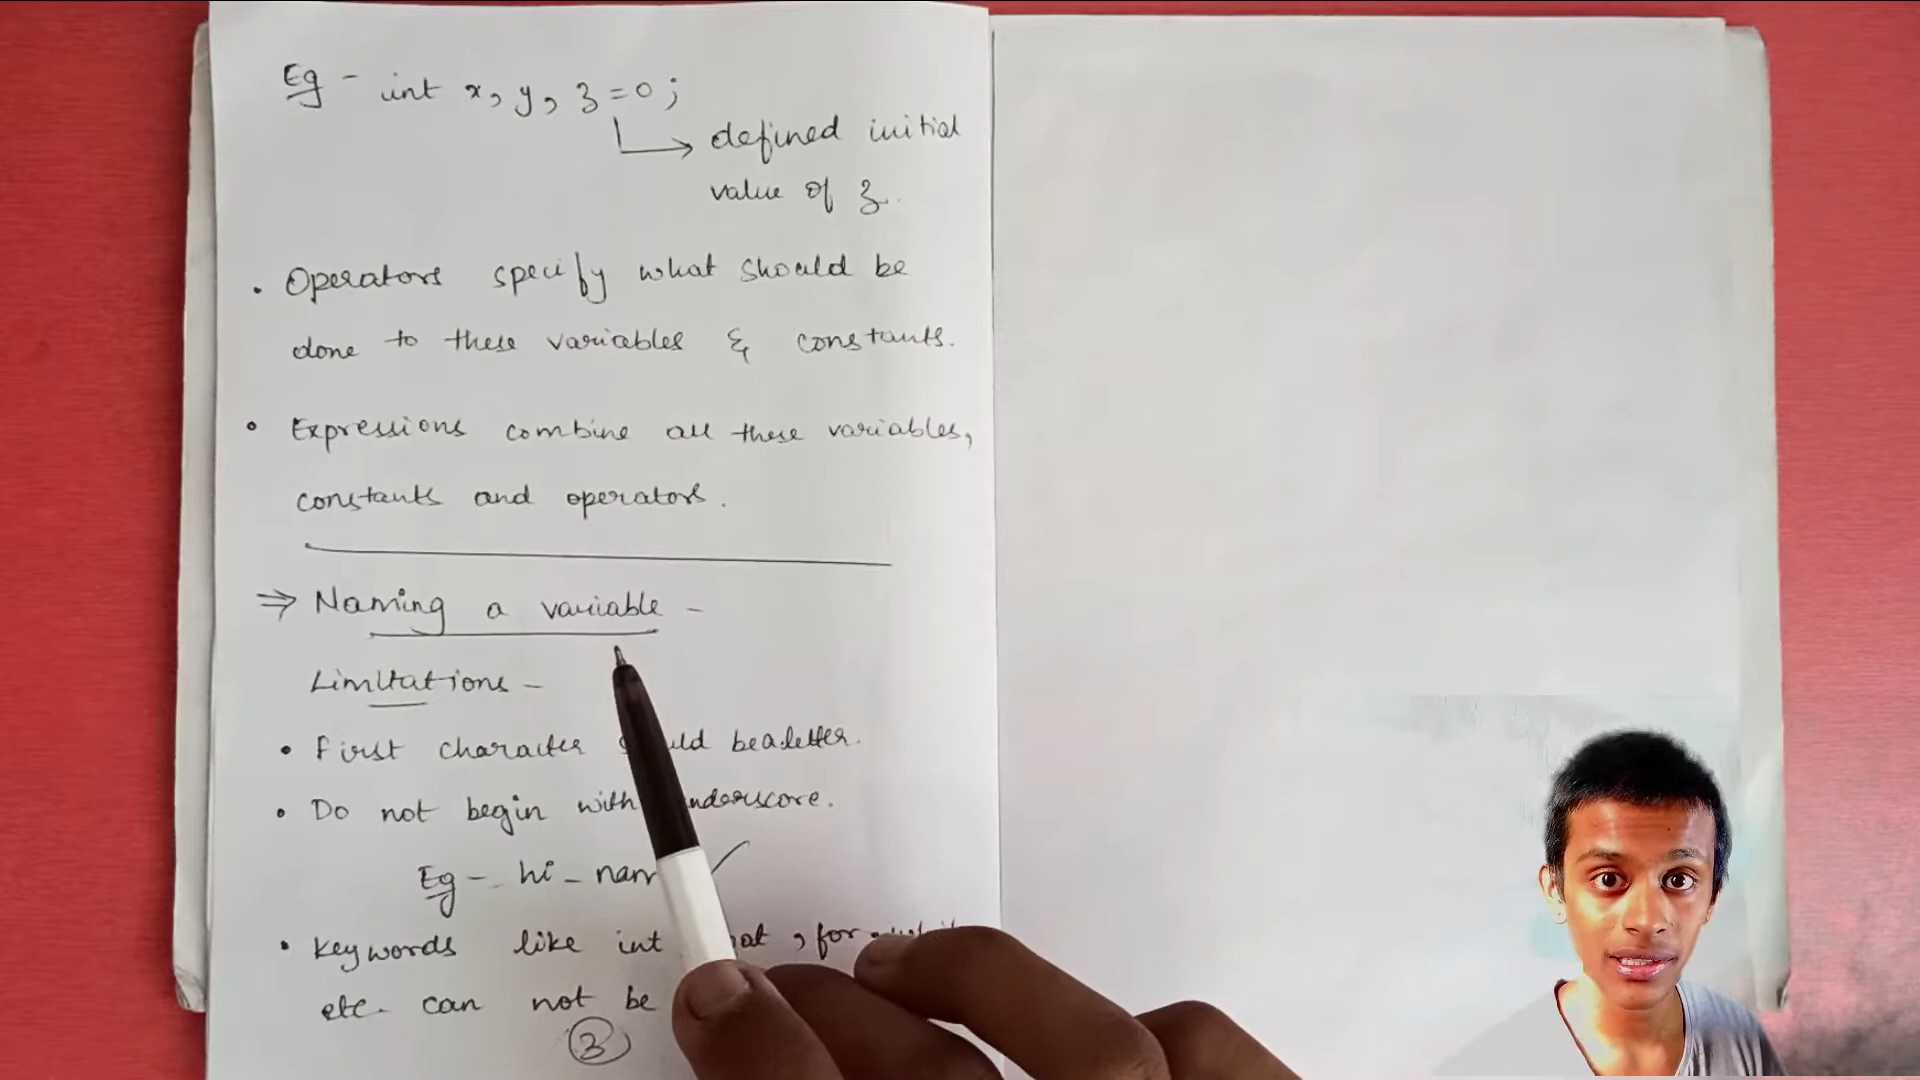 Eg - int x, y, z = 0 ;
defined initial
value of z.
• Operators specify what should be
done to these variables & constants.
• Expressions combine all these variables,
constants and operators.
⇒ Naming a variable -
Limitations -
• First character be a letter.
• Do not begin with underscore.
Eg - hi_ ✓
• Keywords like int , for
etc. can not be
3